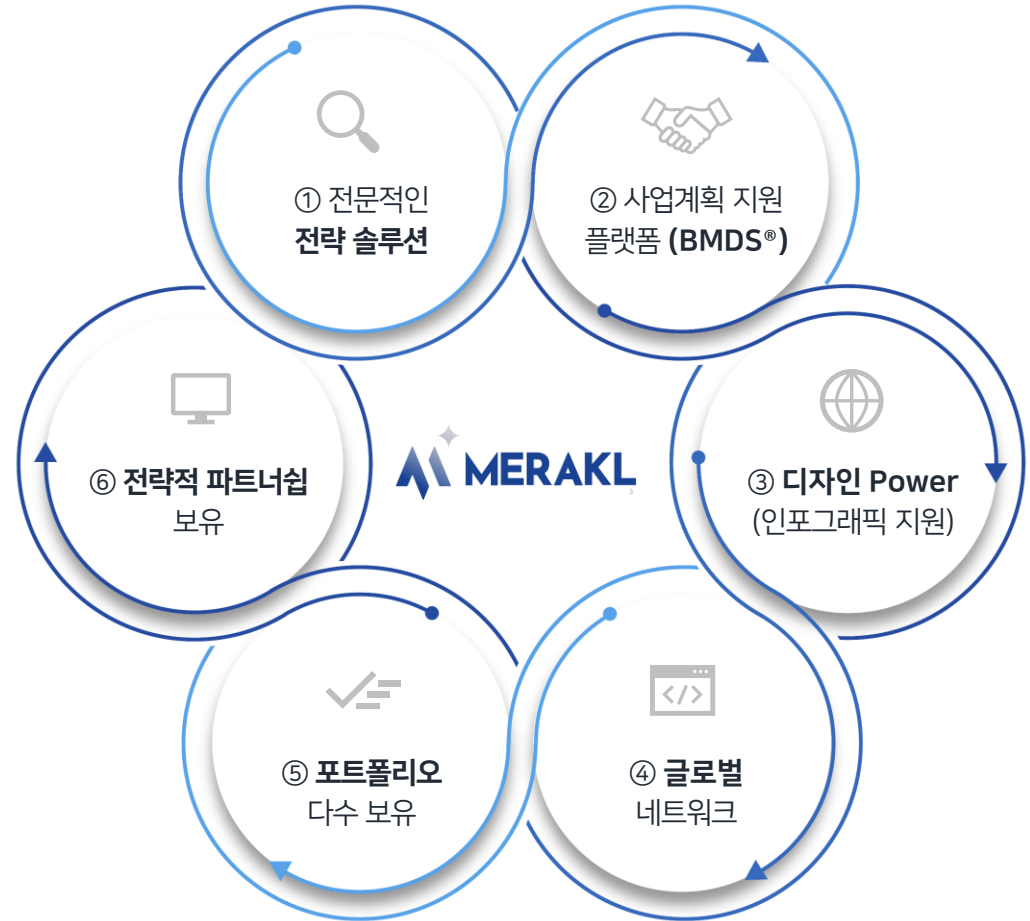 ① 전문적인
전략 솔루션
② 사업계획 지원
플랫폼 (BMDS®)
③ 디자인 Power
(인포그래픽 지원)
④ 글로벌
네트워크
⑤ 포트폴리오
다수 보유
⑥ 전략적 파트너쉽
보유
MERAKL